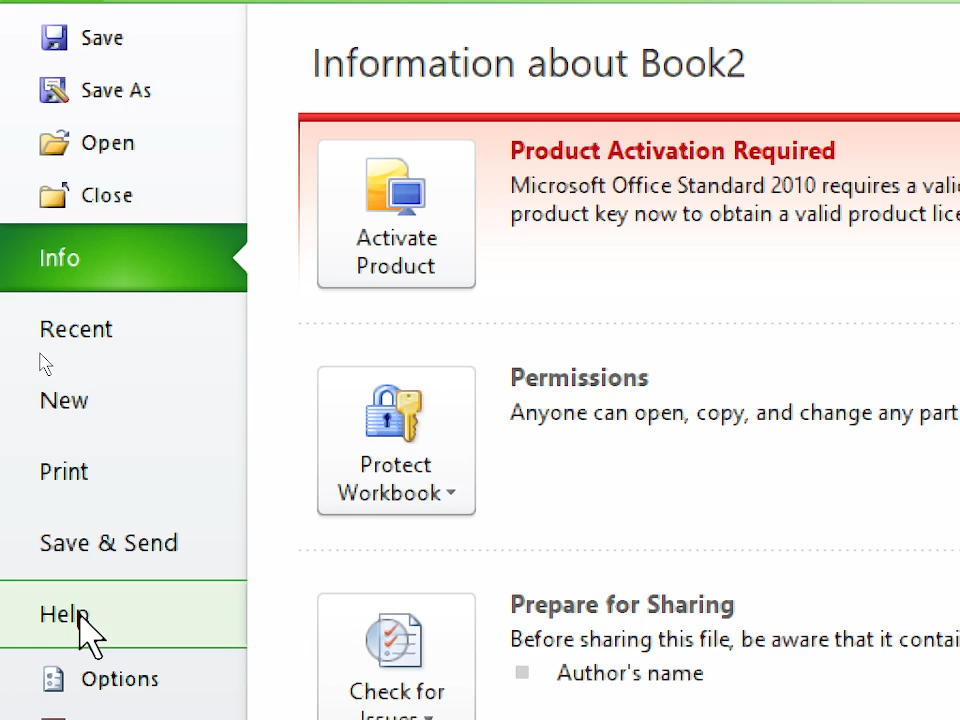 Save
Save As
Open
Close
Info
Recent
New
Print
Save & Send
Help
Options
Information about Book2
Activate
Product
Product Activation Required
Microsoft Office Standard 2010 requires a
product key now to obtain a valid product
Protect
Workbook
Permissions
Anyone can open, copy, and change any part
Check for
Issues
Prepare for Sharing
Before sharing this file, be aware that it
Author's name